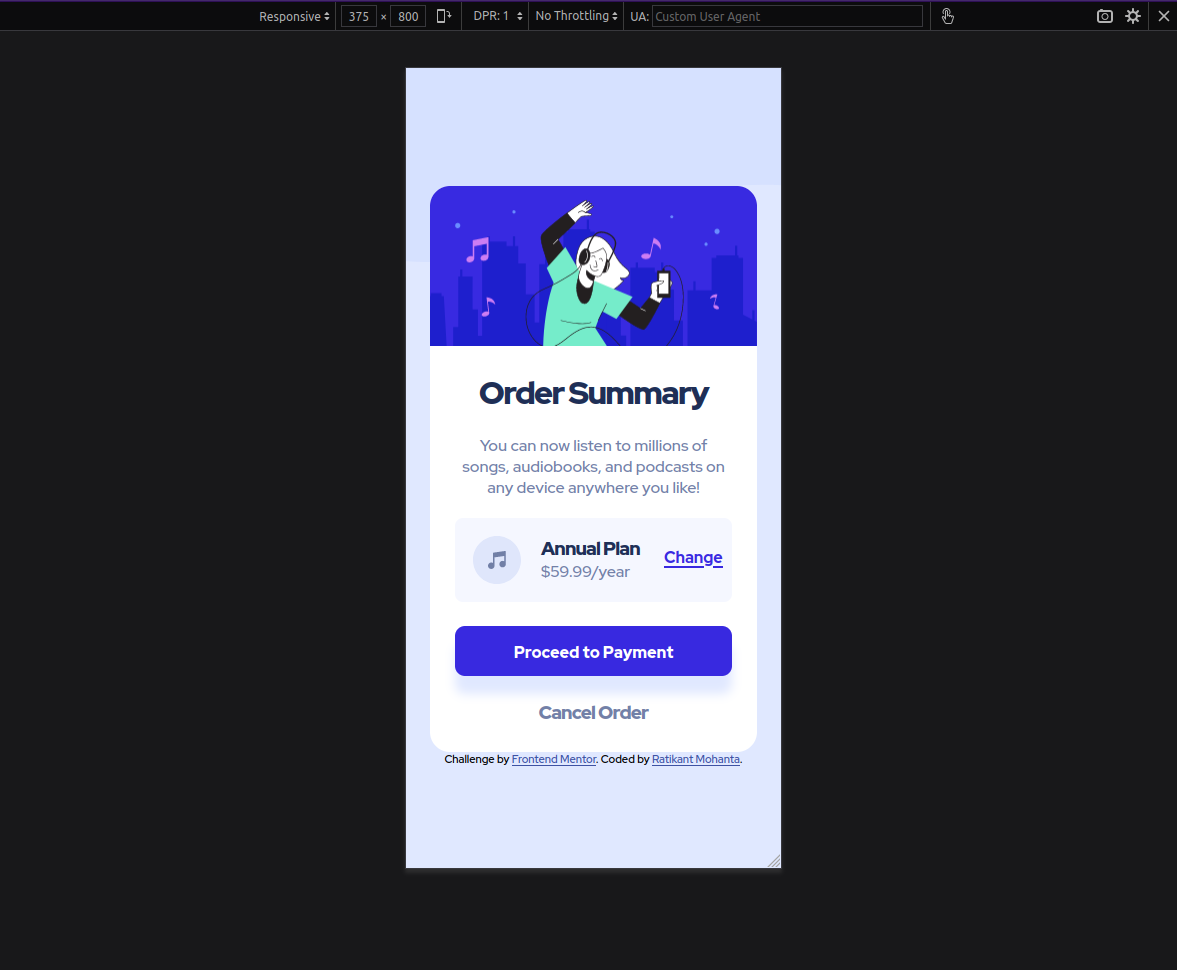 Responsive 375 × 800 DPR: 1 No Throttling UA: Custom User Agent
Order Summary
You can now listen to millions of
songs, audiobooks, and podcasts on
any device anywhere you like!
Annual Plan
$59.99/year
Change
Proceed to Payment
Cancel Order
Challenge by Frontend Mentor. Coded by Ratikant Mohanta.